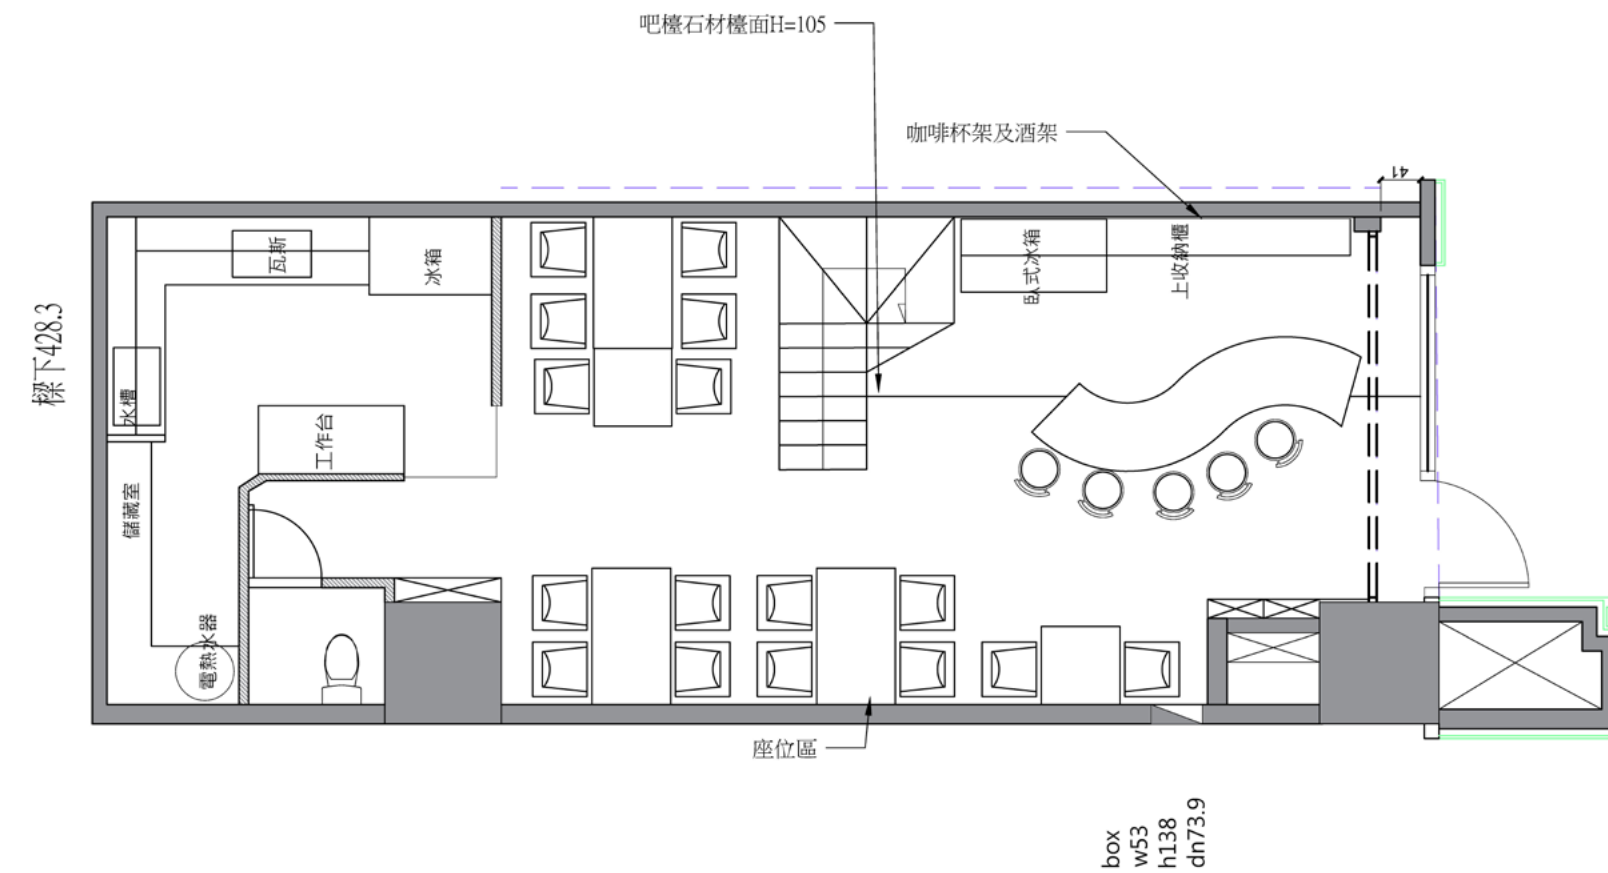 吧檯石材檯面H=105
咖啡杯架及酒架
41
瓦斯
冰箱
臥式冰箱
上收納櫃
樑下428.3
水槽
工作台
儲藏室
電熱水器
座位區
box
w53
h138
dn73.9